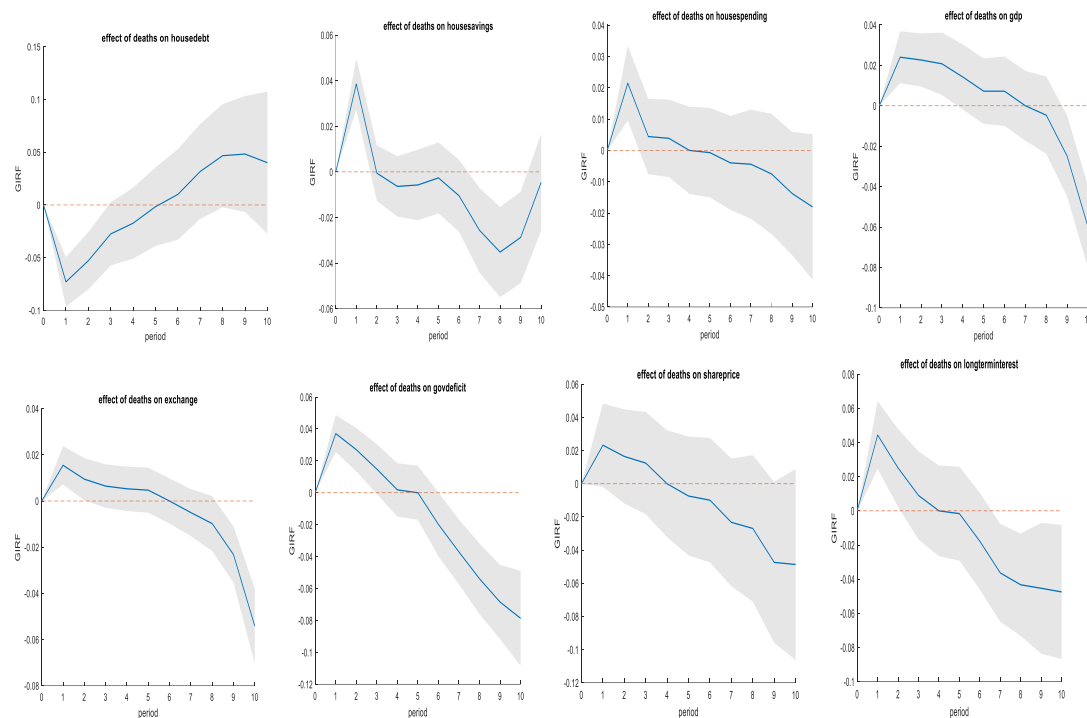 effect of deaths on housedebt
0.15
0.1
0.05
0
-0.05
-0.1
GIRF
0 1 2 3 4 5 6 7 8 9 10
period
effect of deaths on housesavings
0.06
0.04
0.02
0
-0.02
-0.04
-0.06
GIRF
0 1 2 3 4 5 6 7 8 9 10
period
effect of deaths on housespending
0.04
0.03
0.02
0.01
0
-0.01
-0.02
-0.03
-0.04
-0.05
GIRF
0 1 2 3 4 5 6 7 8 9 10
period
effect of deaths on gdp
0.04
0.02
0
-0.02
-0.04
-0.06
-0.08
-0.1
GIRF
0 1 2 3 4 5 6 7 8 9
period
effect of deaths on exchange
0.04
0.02
0
-0.02
-0.04
-0.06
-0.08
GIRF
0 1 2 3 4 5 6 7 8 9 10
period
effect of deaths on govdeficit
0.06
0.04
0.02
0
-0.02
-0.04
-0.06
-0.08
-0.1
-0.12
GIRF
0 1 2 3 4 5 6 7 8 9 10
period
effect of deaths on shareprice
0.06
0.04
0.02
0
-0.02
-0.04
-0.06
-0.08
-0.1
-0.12
GIRF
0 1 2 3 4 5 6 7 8 9 10
period
effect of deaths on longterminterest
0.08
0.06
0.04
0.02
0
-0.02
-0.04
-0.06
-0.08
-0.1
GIRF
0 1 2 3 4 5 6 7 8 9 10
period